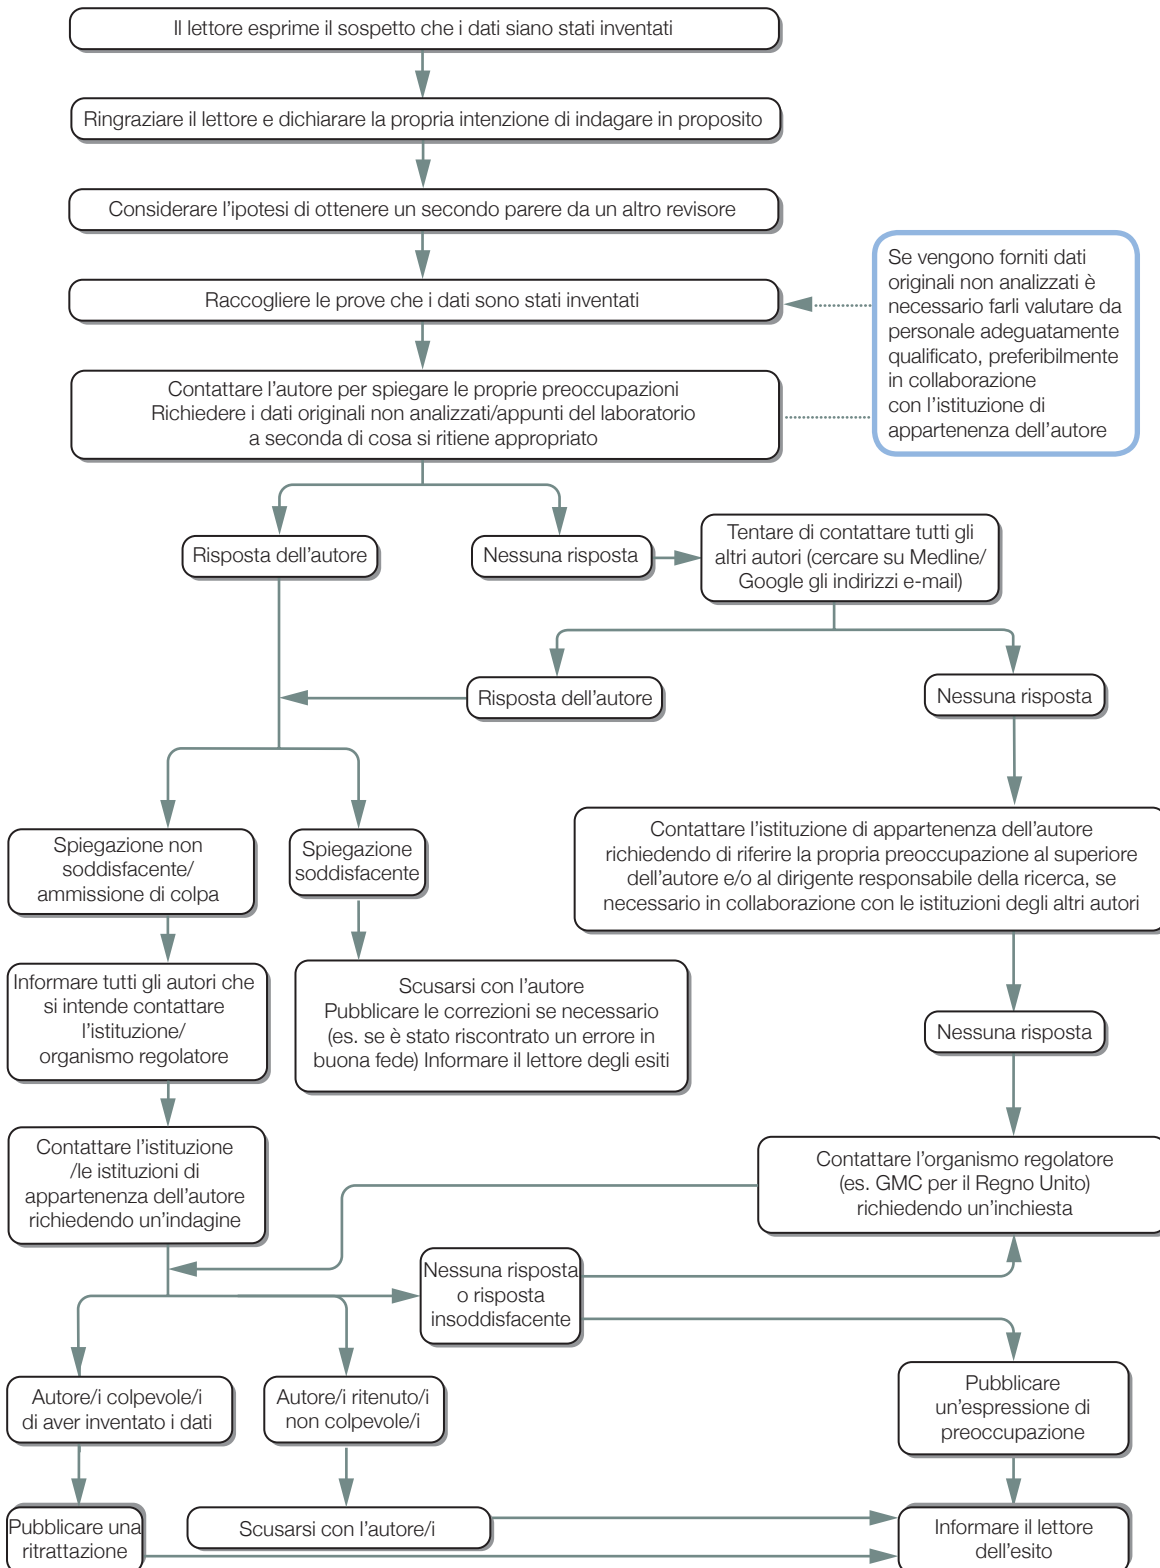 Il lettore esprime il sospetto che i dati siano stati inventati
Ringraziare il lettore e dichiarare la propria intenzione di indagare in proposito
Considerare l'ipotesi di ottenere un secondo parere da un altro revisore
Raccogliere le prove che i dati sono stati inventati
Se vengono forniti dati
originali non analizzati è
necessario farli valutare da
personale adeguatamente
qualificato, preferibilmente
in collaborazione
con l'istituzione di
appartenenza dell'autore
Contattare l'autore per spiegare le proprie preoccupazioni
Richiedere i dati originali non analizzati/appunti del laboratorio
a seconda di cosa si ritiene appropriato
Risposta dell'autore
Nessuna risposta
Tentare di contattare tutti gli
altri autori (cercare su Medline/
Google gli indirizzi e-mail)
Risposta dell'autore
Nessuna risposta
Spiegazione non
soddisfacente/
ammissione di colpa
Spiegazione
soddisfacente
Contattare l'istituzione di appartenenza dell'autore
richiedendo di riferire la propria preoccupazione al superiore
dell'autore e/o al dirigente responsabile della ricerca, se
necessario in collaborazione con le istituzioni degli altri autori
Informare tutti gli autori che
si intende contattare
l'istituzione/
organismo regolatore
Scusarsi con l'autore
Pubblicare le correzioni se necessario
(es. se è stato riscontrato un errore in
buona fede) Informare il lettore degli esiti
Nessuna risposta
Contattare l'istituzione
/le istituzioni di
appartenenza dell'autore
richiedendo un'indagine
Contattare l'organismo regolatore
(es. GMC per il Regno Unito)
richiedendo un'inchiesta
Nessuna risposta
o risposta
insoddisfacente
Autore/i colpevole/i
di aver inventato i dati
Autore/i ritenuto/i
non colpevole/i
Pubblicare
un'espressione di
preoccupazione
Pubblicare una
ritrattazione
Scusarsi con l'autore/i
Informare il lettore
dell'esito